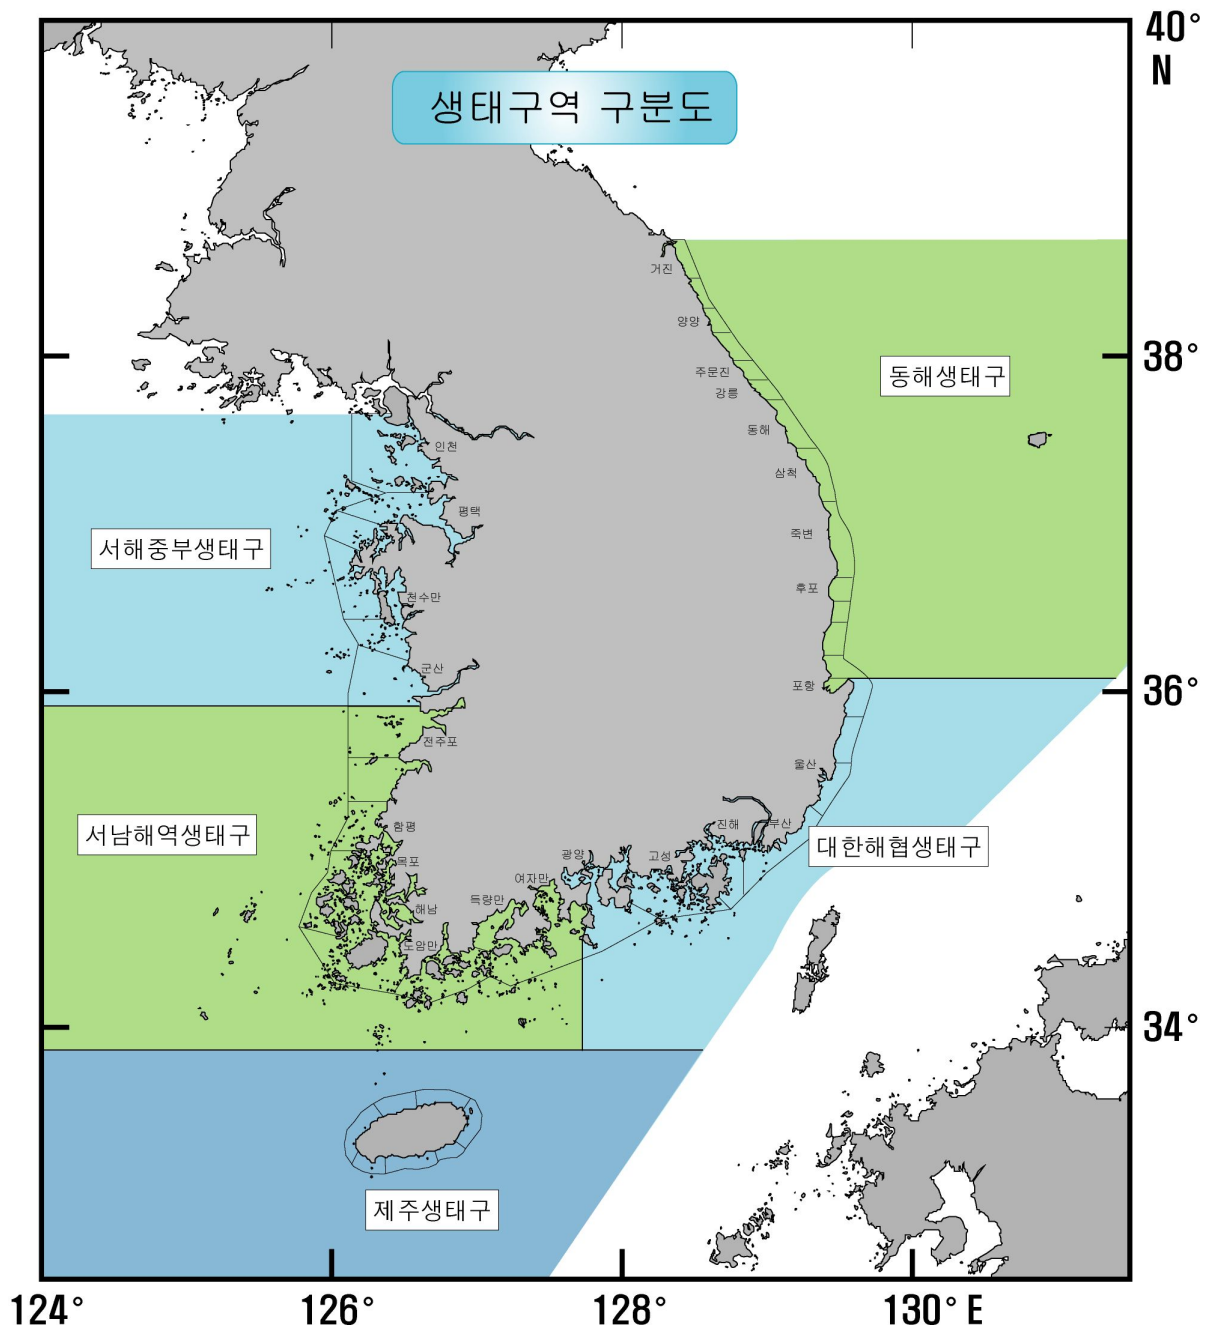 생태구역 구분도
40°
N
거진
양양
38°
주문진
동해생태구
강릉
동해
인천
삼척
평택
죽변
서해중부생태구
후포
천수만
군산
포항
36°
전주포
울산
함평
진해
부산
서남해역생태구
대한해협생태구
목포
광양
고성
여자만
득량만
해남
도암만
34°
제주생태구
124°
126°
128°
130° E